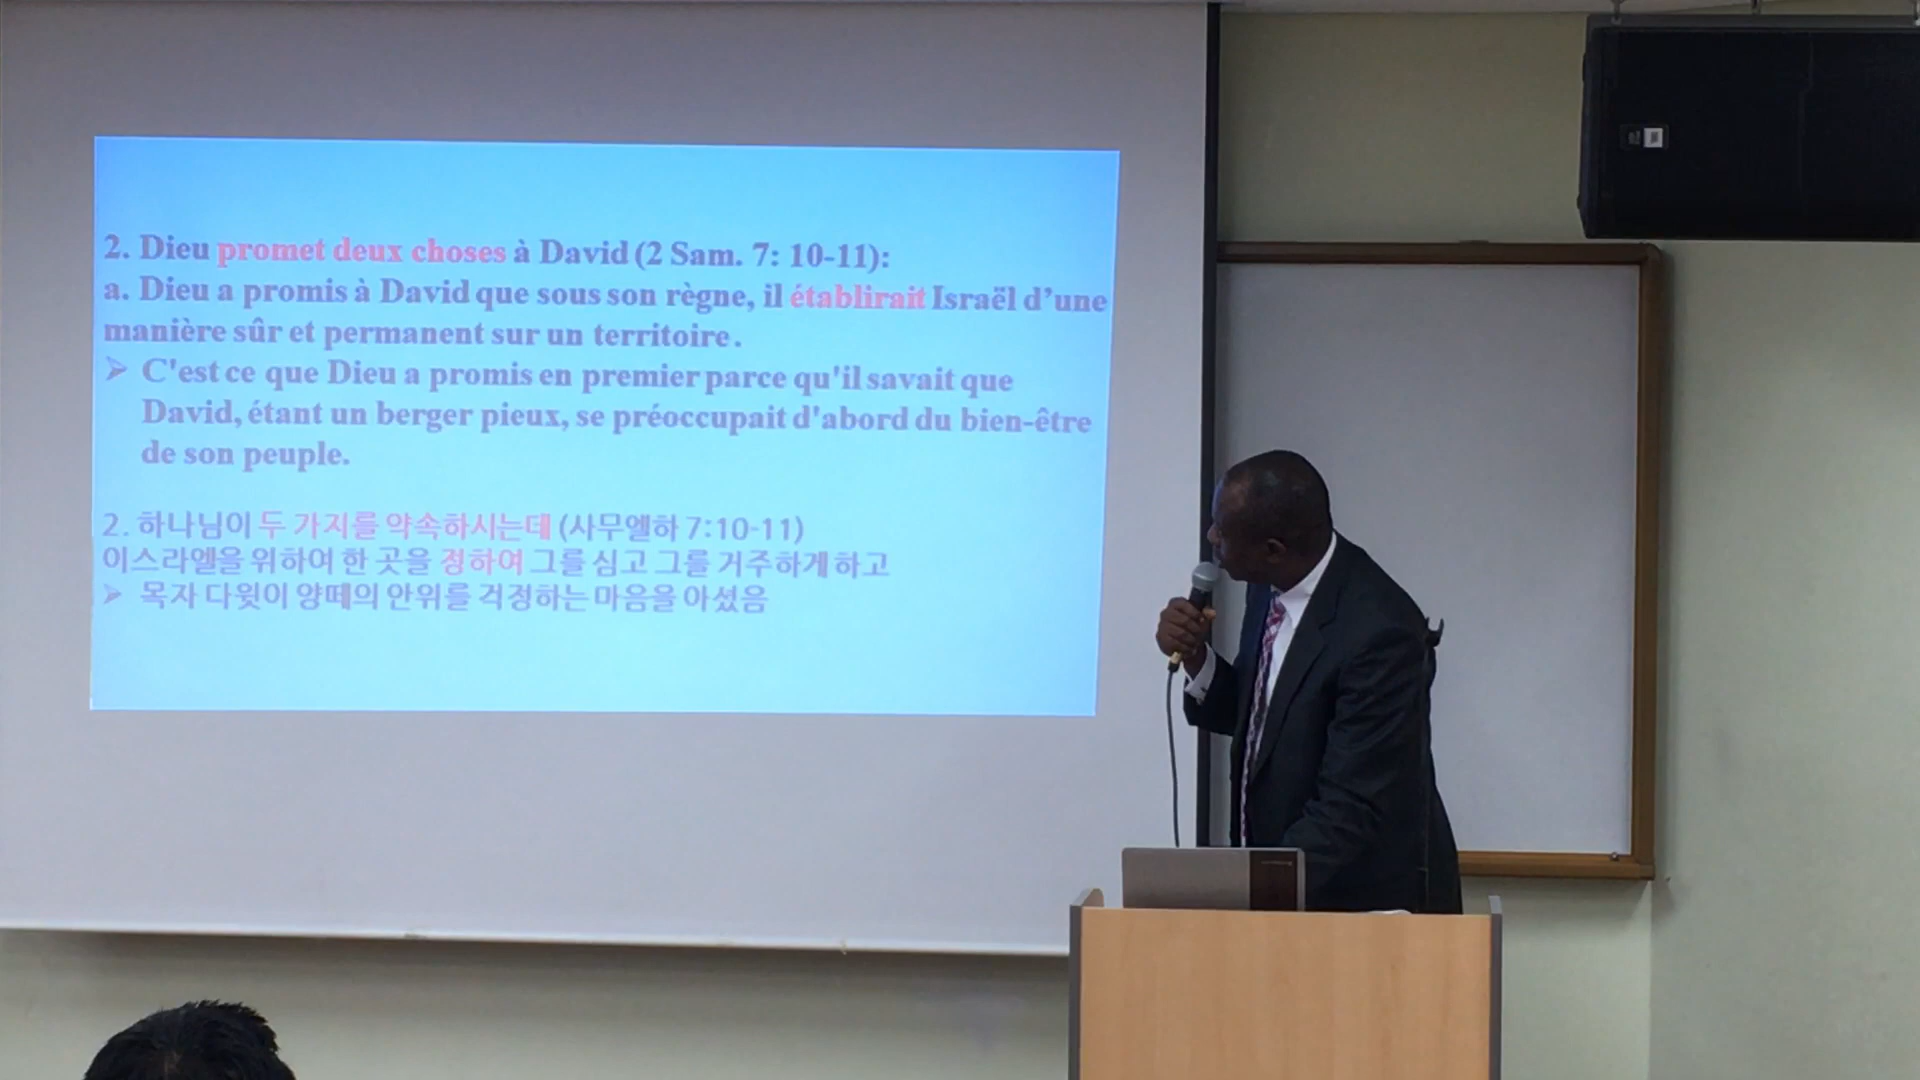 2. Dieu promet deux choses à David (2 Sam. 7: 10-11):
a. Dieu a promis à David que sous son règne, il établirait Israël d’une
manière sûr et permanent sur un territoire.
➢ C'est ce que Dieu a promis en premier parce qu'il savait que
David, étant un berger pieux, se préoccupait d'abord du bien-être
de son peuple.
2. 하나님이 두 가지를 약속하시는데 (사무엘하 7:10-11)
이스라엘을 위하여 한 곳을 정하여 그를 심고 그를 거주하게 하고
➢ 목자 다윗이 양떼의 안위를 걱정하는 마음을 아셨음